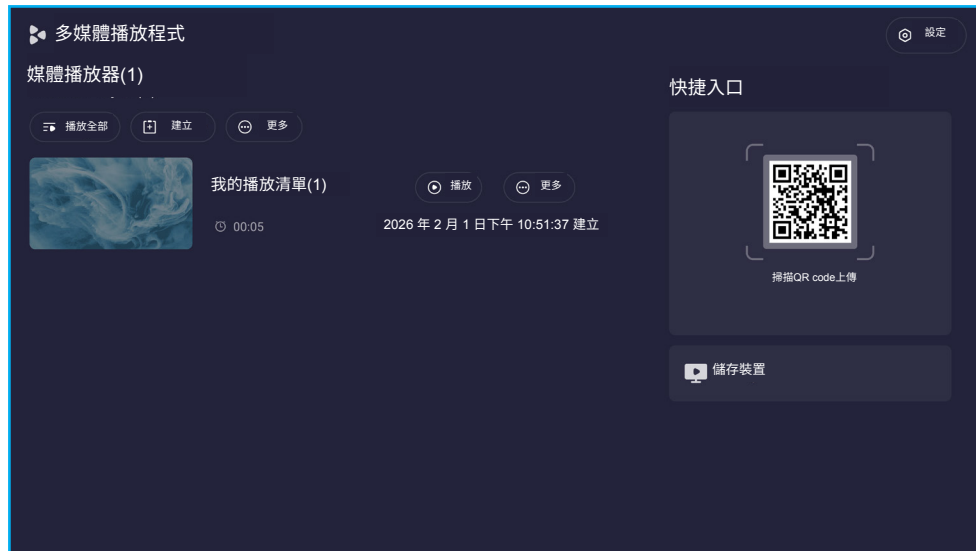 多媒體播放程式
設定
媒體播放器(1)
播放全部
建立
更多
我的播放清單(1)
播放
更多
00:05
2026 年 2 月 1 日下午 10:51:37 建立
快捷入口
掃描QR code上傳
儲存裝置